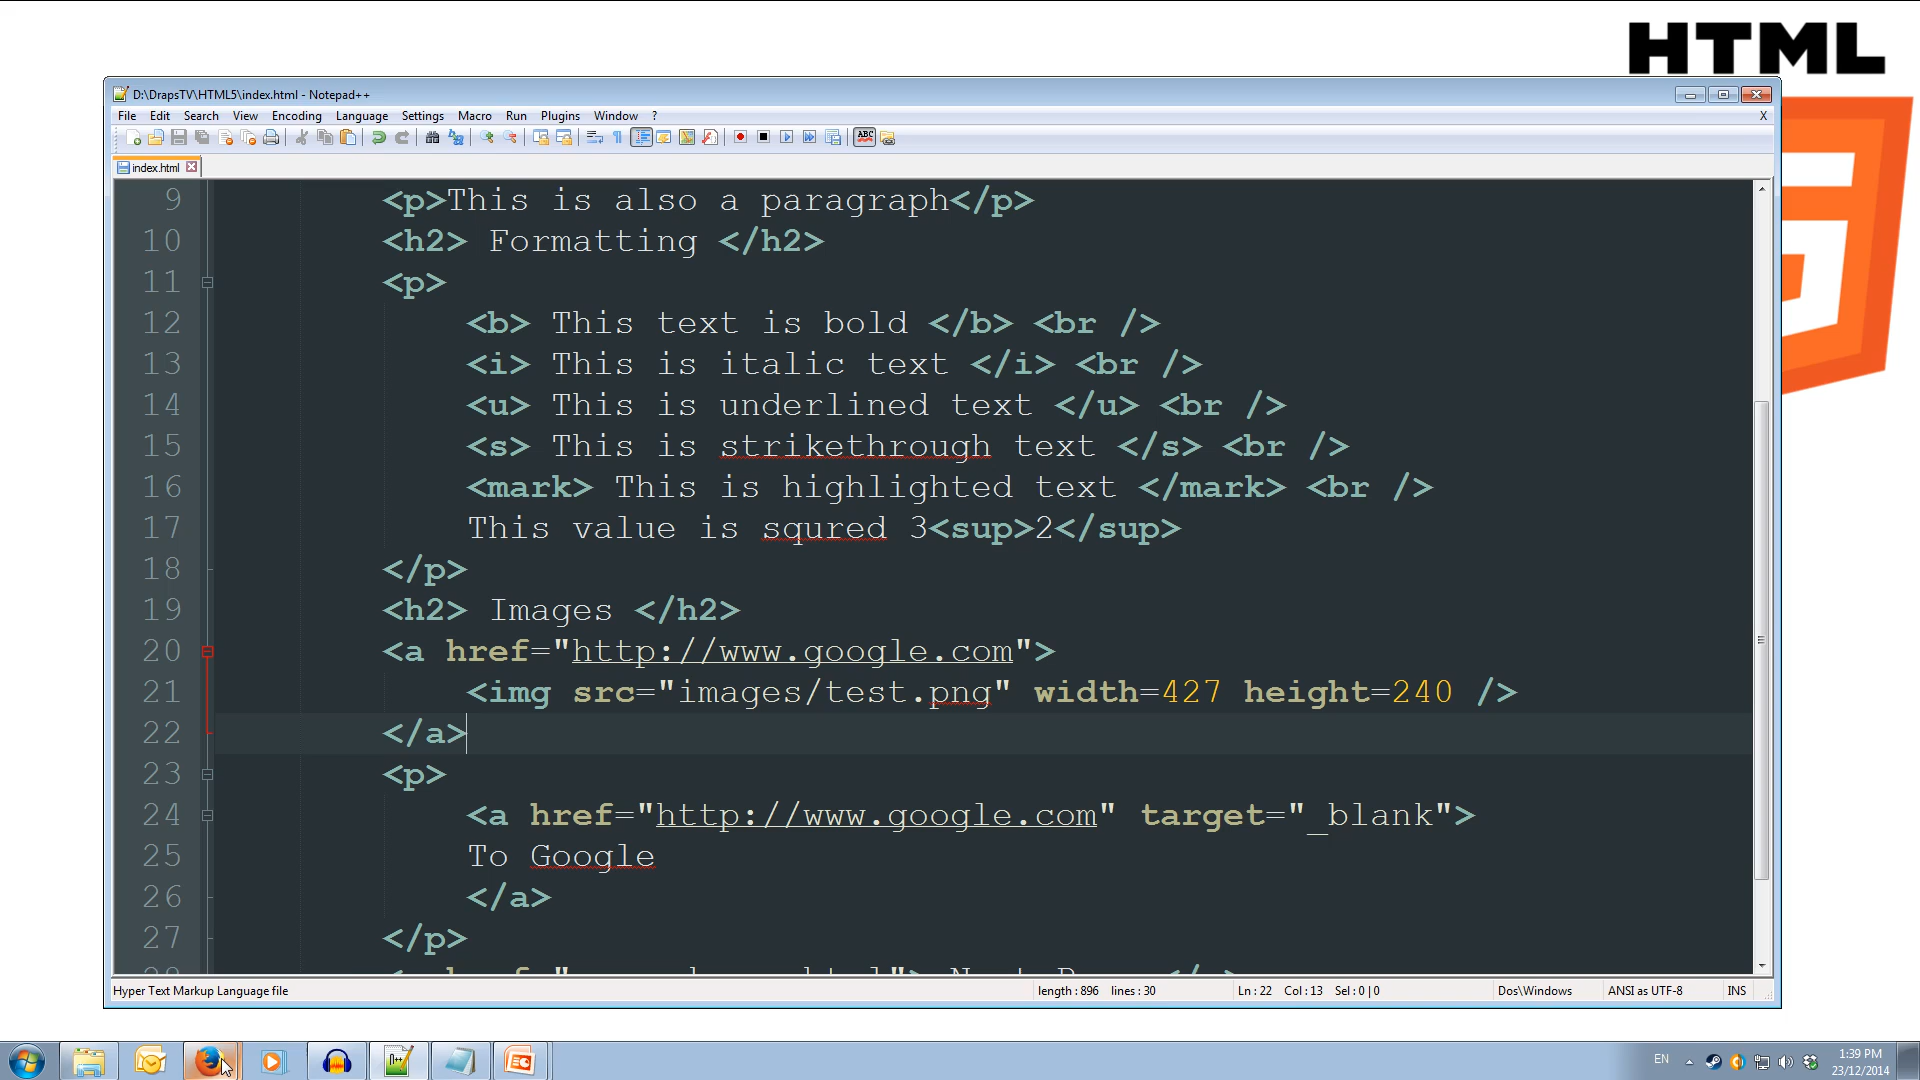 HTML
D:\DrapsTV\HTML5\index.html - Notepad++
File Edit Search View Encoding Language Settings Macro Run Plugins Window ? X
ABC
index.html
9 <p>This is also a paragraph</p>
10 <h2> Formatting </h2>
11 <p>
12 <b> This text is bold </b> <br />
13 <i> This is italic text </i> <br />
14 <u> This is underlined text </u> <br />
15 <s> This is strikethrough text </s> <br />
16 <mark> This is highlighted text </mark> <br />
17 This value is squred 3<sup>2</sup>
18 </p>
19 <h2> Images </h2>
20 <a href="http://www.google.com">
21 <img src="images/test.png" width=427 height=240 />
22 </a>
23 <p>
24 <a href="http://www.google.com" target="_blank">
25 To Google
26 </a>
27 </p>
Hyper Text Markup Language file length : 896 lines : 30 Ln : 22 Col : 13 Sel : 0 | 0 Dos\Windows ANSI as UTF-8 INS
EN 1:39 PM
23/12/2014